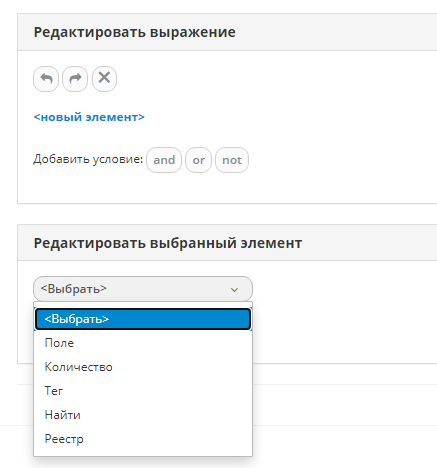 Редактировать выражение
<новый элемент>
Добавить условие: and or not
Редактировать выбранный элемент
<Выбрать>
<Выбрать>
Поле
Количество
Тег
Найти
Реестр